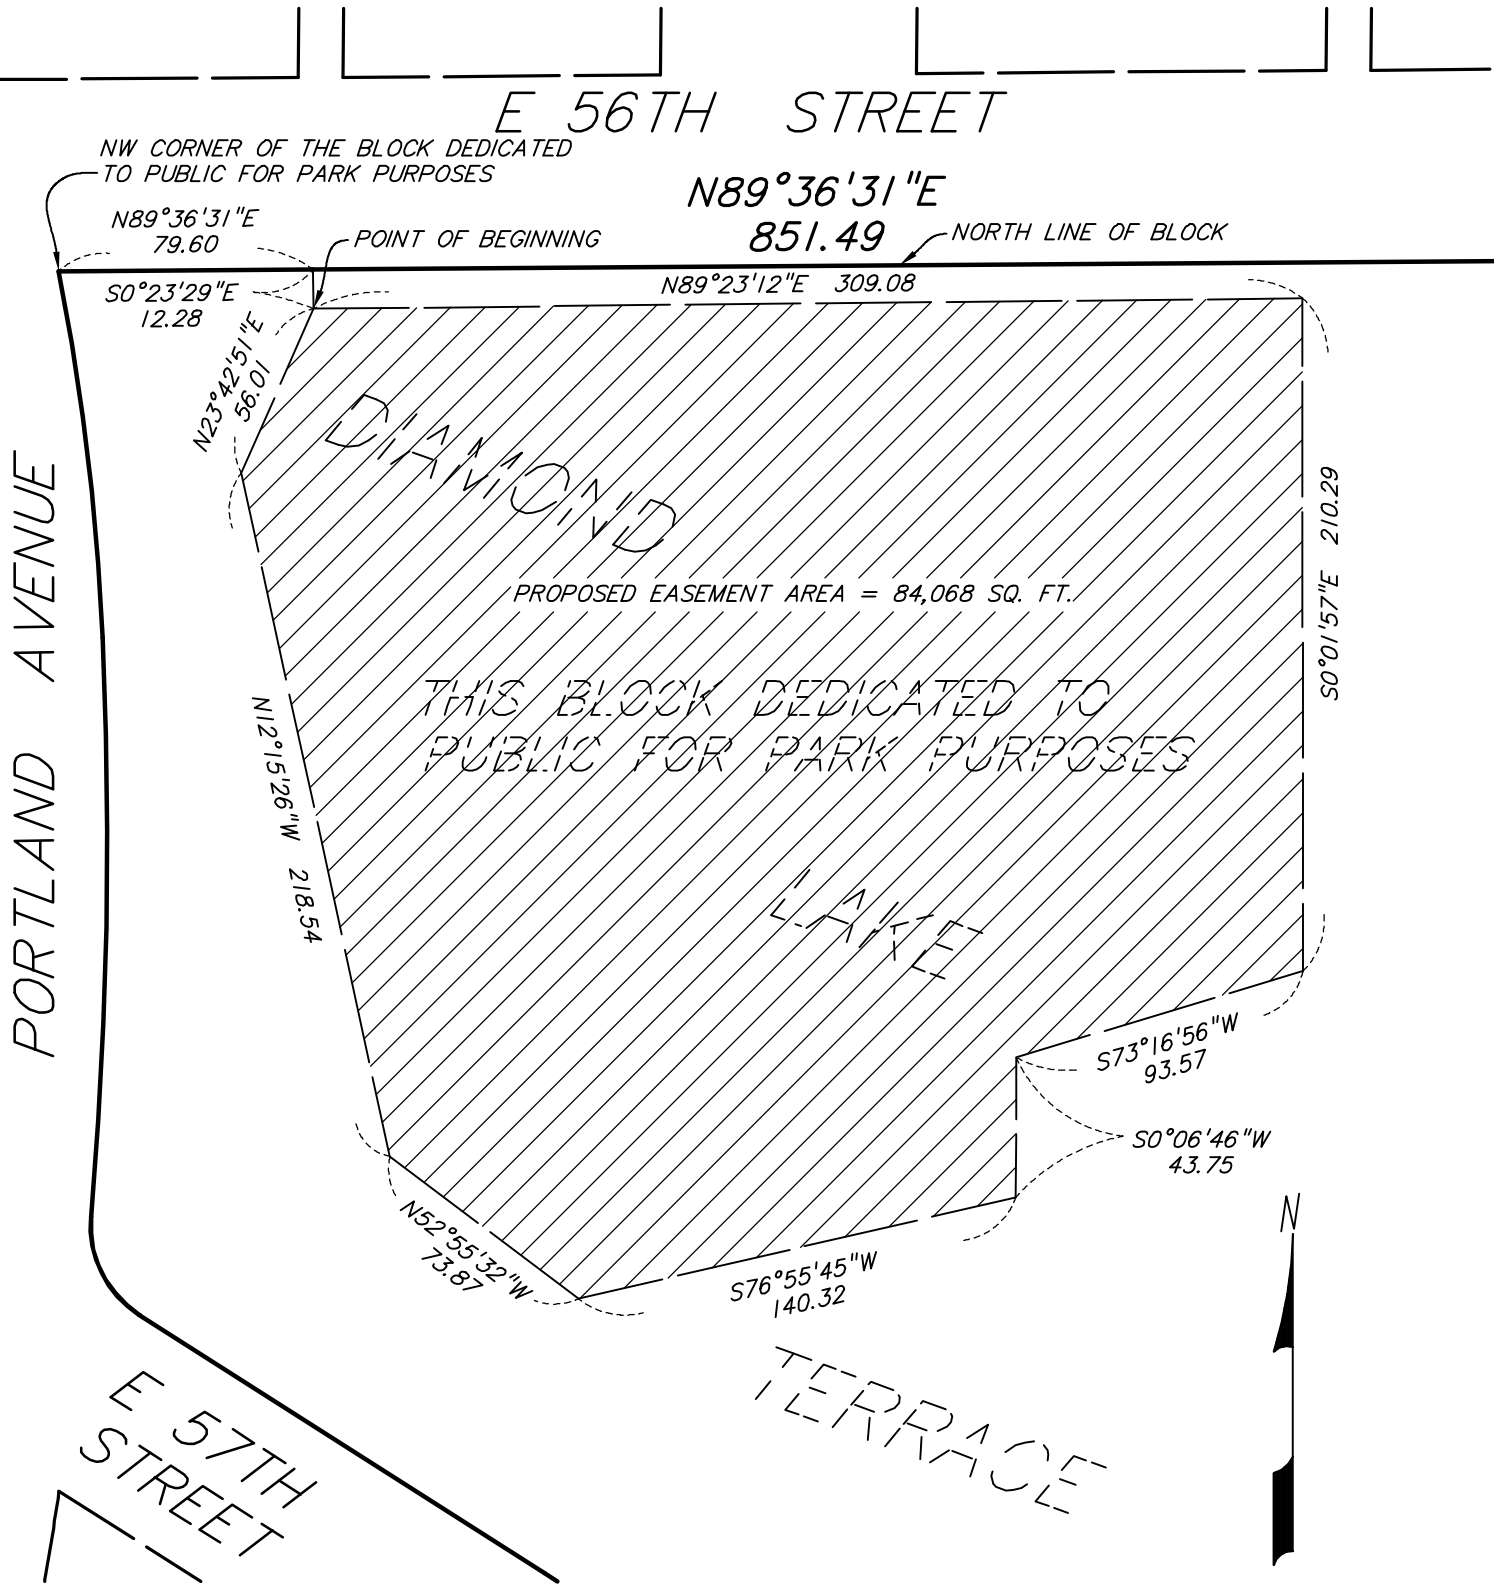 E 56TH STREET
NW CORNER OF THE BLOCK DEDICATED
TO PUBLIC FOR PARK PURPOSES
N89°36'31"E
851.49
N89°36'31"E
79.60
POINT OF BEGINNING
NORTH LINE OF BLOCK
S0°23'29"E
12.28
N89°23'12"E 309.08
N23°42'51"E
56.01
DIAMOND
PORTLAND AVENUE
S0°01'57"E 210.29
PROPOSED EASEMENT AREA = 84,068 SQ. FT.
THIS BLOCK DEDICATED TO
PUBLIC FOR PARK PURPOSES
N12°15'26"W 218.54
LAKE
S73°16'56"W
93.57
S0°06'46"W
43.75
N52°55'32"W
73.87
S76°55'45"W
140.32
N
TERRACE
E 57TH
STREET